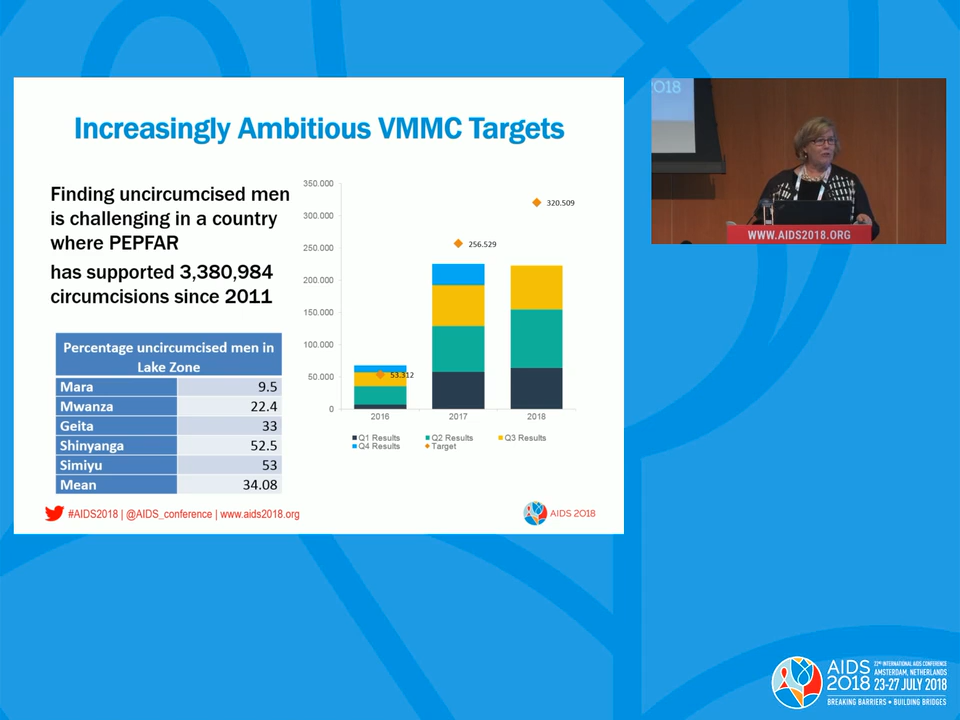 Increasingly Ambitious VMMC Targets
Finding uncircumcised men
is challenging in a country
where PEPFAR
has supported 3,380,984
circumcisions since 2011
Percentage uncircumcised men in
Lake Zone
Mara 9.5
Mwanza 22.4
Geita 33
Shinyanga 52.5
Simiyu 53
Mean 34.08
350.000
300.000
250.000
200.000
150.000
100.000
50.000
0
320.509
256.529
53.312
2016 2017 2018
Q1 Results Q2 Results Q3 Results
Q4 Results Target
#AIDS2018 | @AIDS_conference | www.aids2018.org
AIDS 2018
2018
WWW.AIDS2018.ORG
AIDS
2018
22ND INTERNATIONAL AIDS CONFERENCE
AMSTERDAM, NETHERLANDS
23-27 JULY 2018
BREAKING BARRIERS • BUILDING BRIDGES